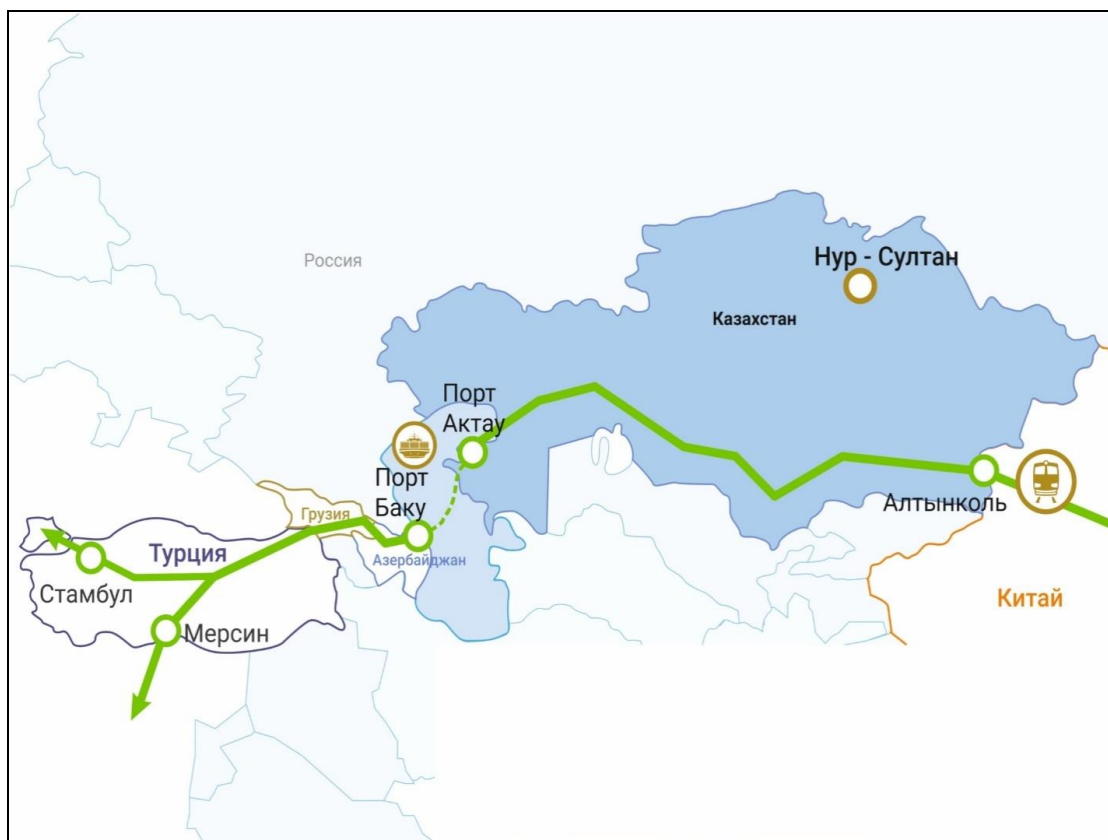 Россия
Нур - Султан
Казахстан
Порт
Актау
Порт
Баку
Алтынколь
Грузия
Турция
Азербайджан
Стамбул
Китай
Мерсин